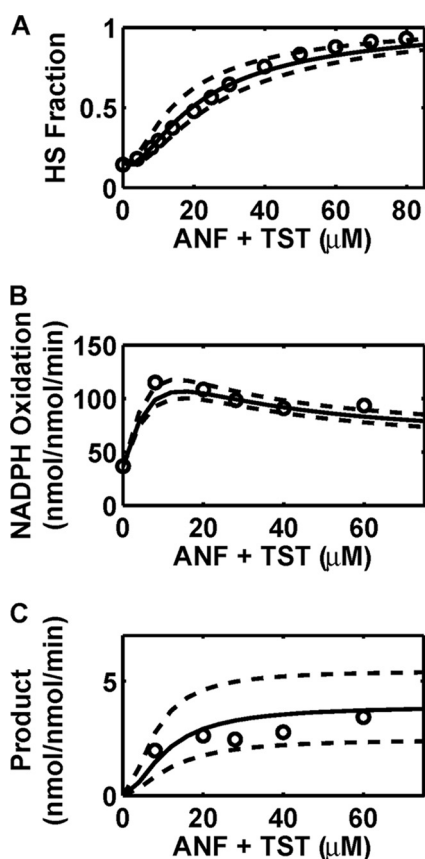 A
HS Fraction
1
0.5
0
0 20 40 60 80
ANF + TST (μM)
B
NADPH Oxidation
(nmol/nmol/min)
150
100
50
0
0 20 40 60
ANF + TST (μM)
C
Product
(nmol/nmol/min)
5
0
0 20 40 60
ANF + TST (μM)